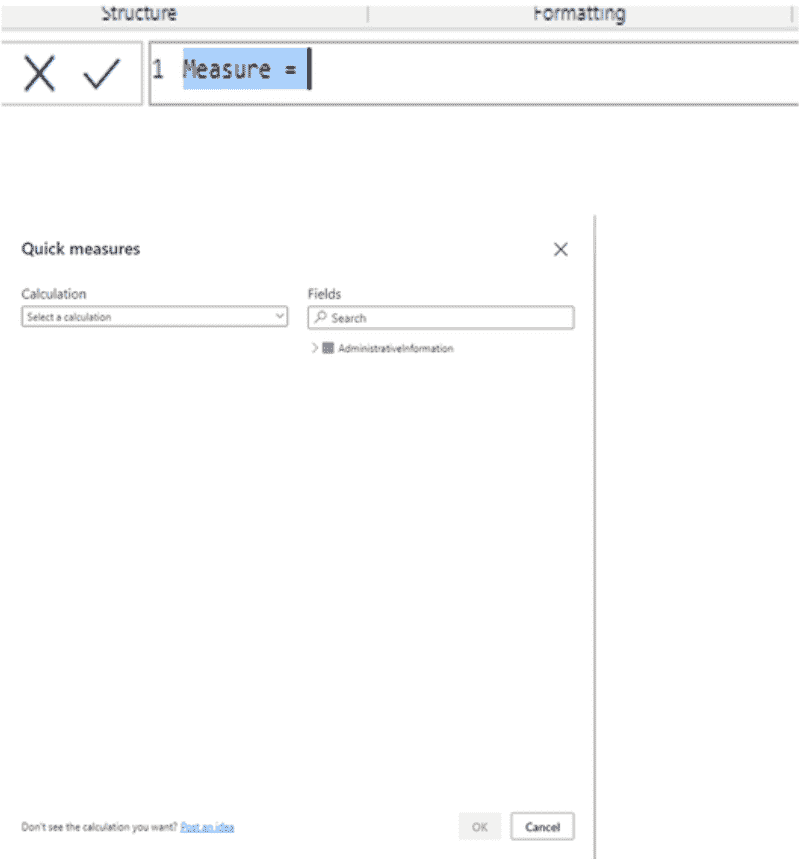 Structure Formatting
1 Measure =
Quick measures
Calculation Fields
Select a calculation Search
AdministrativeInformation
Don't see the calculation you want? Post an idea OK Cancel